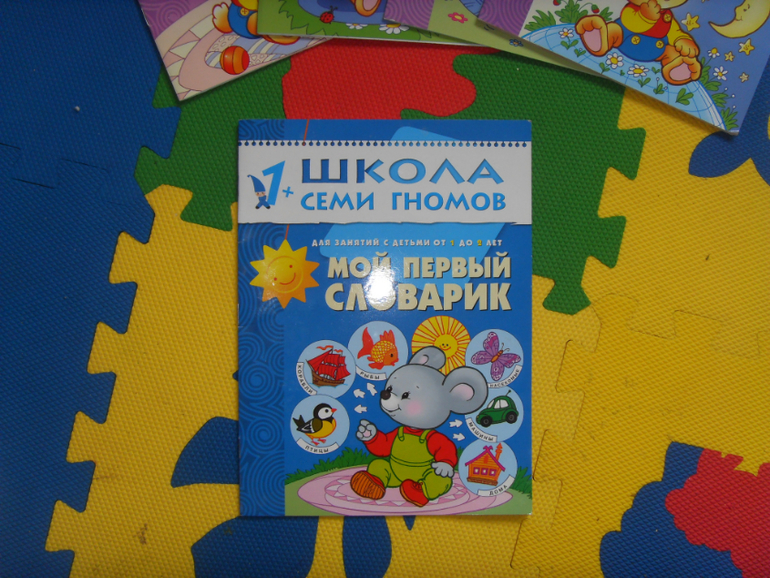 1+
ШКОЛА
СЕМИ ГНОМОВ
ДЛЯ ЗАНЯТИЙ С ДЕТЬМИ ОТ 1 ДО 2 ЛЕТ
МОЙ ПЕРВЫЙ
СЛОВАРИК
КОРАБЛИ
РЫБЫ
НАСЕКОМЫЕ
ПТИЦЫ
МАШИНЫ
ДОМА